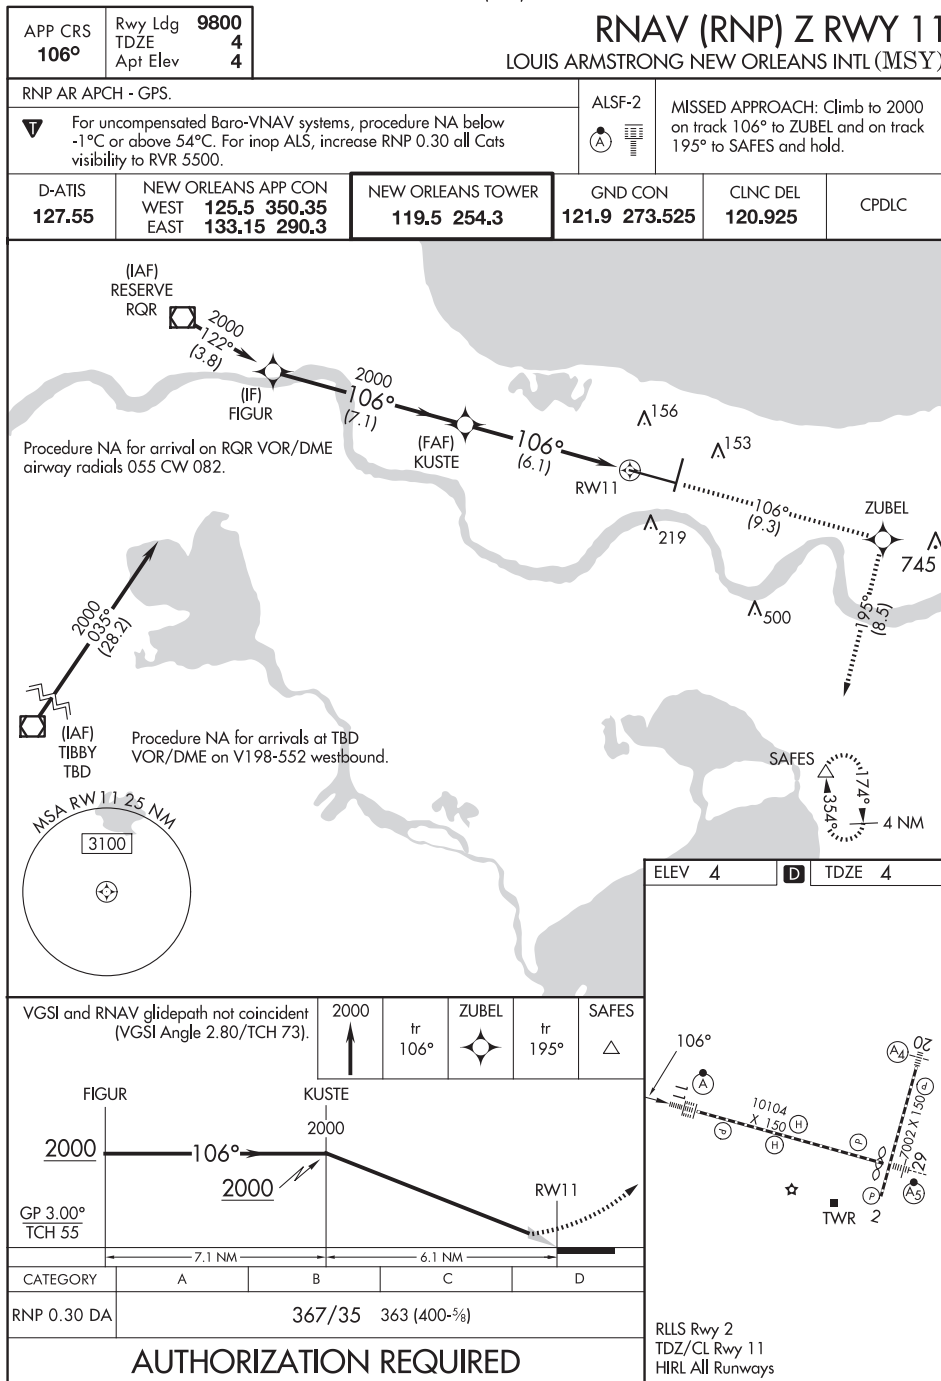 RNAV (RNP) Z RWY 11
LOUIS ARMSTRONG NEW ORLEANS INTL (MSY)
APP CRS
106°
Rwy Ldg 9800
TDZE 4
Apt Elev 4
RNP AR APCH - GPS.
T
For uncompensated Baro-VNAV systems, procedure NA below
-1°C or above 54°C. For inop ALS, increase RNP 0.30 all Cats
visibility to RVR 5500.
ALSF-2
A
MISSED APPROACH: Climb to 2000
on track 106° to ZUBEL and on track
195° to SAFES and hold.
D-ATIS
127.55
NEW ORLEANS APP CON
WEST 125.5 350.35
EAST 133.15 290.3
NEW ORLEANS TOWER
119.5 254.3
GND CON
121.9 273.525
CLNC DEL
120.925
CPDLC
(IAF)
RESERVE
RQR
2000
122°
(3.8)
(IF)
FIGUR
2000
106°
(7.1)
(FAF)
KUSTE
106°
(6.1)
RW11
156
153
219
500
745
106°
(9.3)
ZUBEL
195°
(8.5)
Procedure NA for arrival on RQR VOR/DME
airway radials 055 CW 082.
2000
035°
(28.2)
(IAF)
TIBBY
TBD
Procedure NA for arrivals at TBD
VOR/DME on V198-552 westbound.
SAFES
174°
354°
4 NM
MSA RW11 25 NM
3100
ELEV 4
D
TDZE 4
106°
A
11
10104
X 150
P
H
H
P
P
A4
20
P
7002 X 150
29
A5
TWR
2
RLLS Rwy 2
TDZ/CL Rwy 11
HIRL All Runways
VGSI and RNAV glidepath not coincident
(VGSI Angle 2.80/TCH 73).
2000
tr
106°
ZUBEL
tr
195°
SAFES
FIGUR
KUSTE
2000
2000
106°
2000
RW11
GP 3.00°
TCH 55
7.1 NM
6.1 NM
CATEGORY A B C D
RNP 0.30 DA 367/35 363 (400-⅝)
AUTHORIZATION REQUIRED